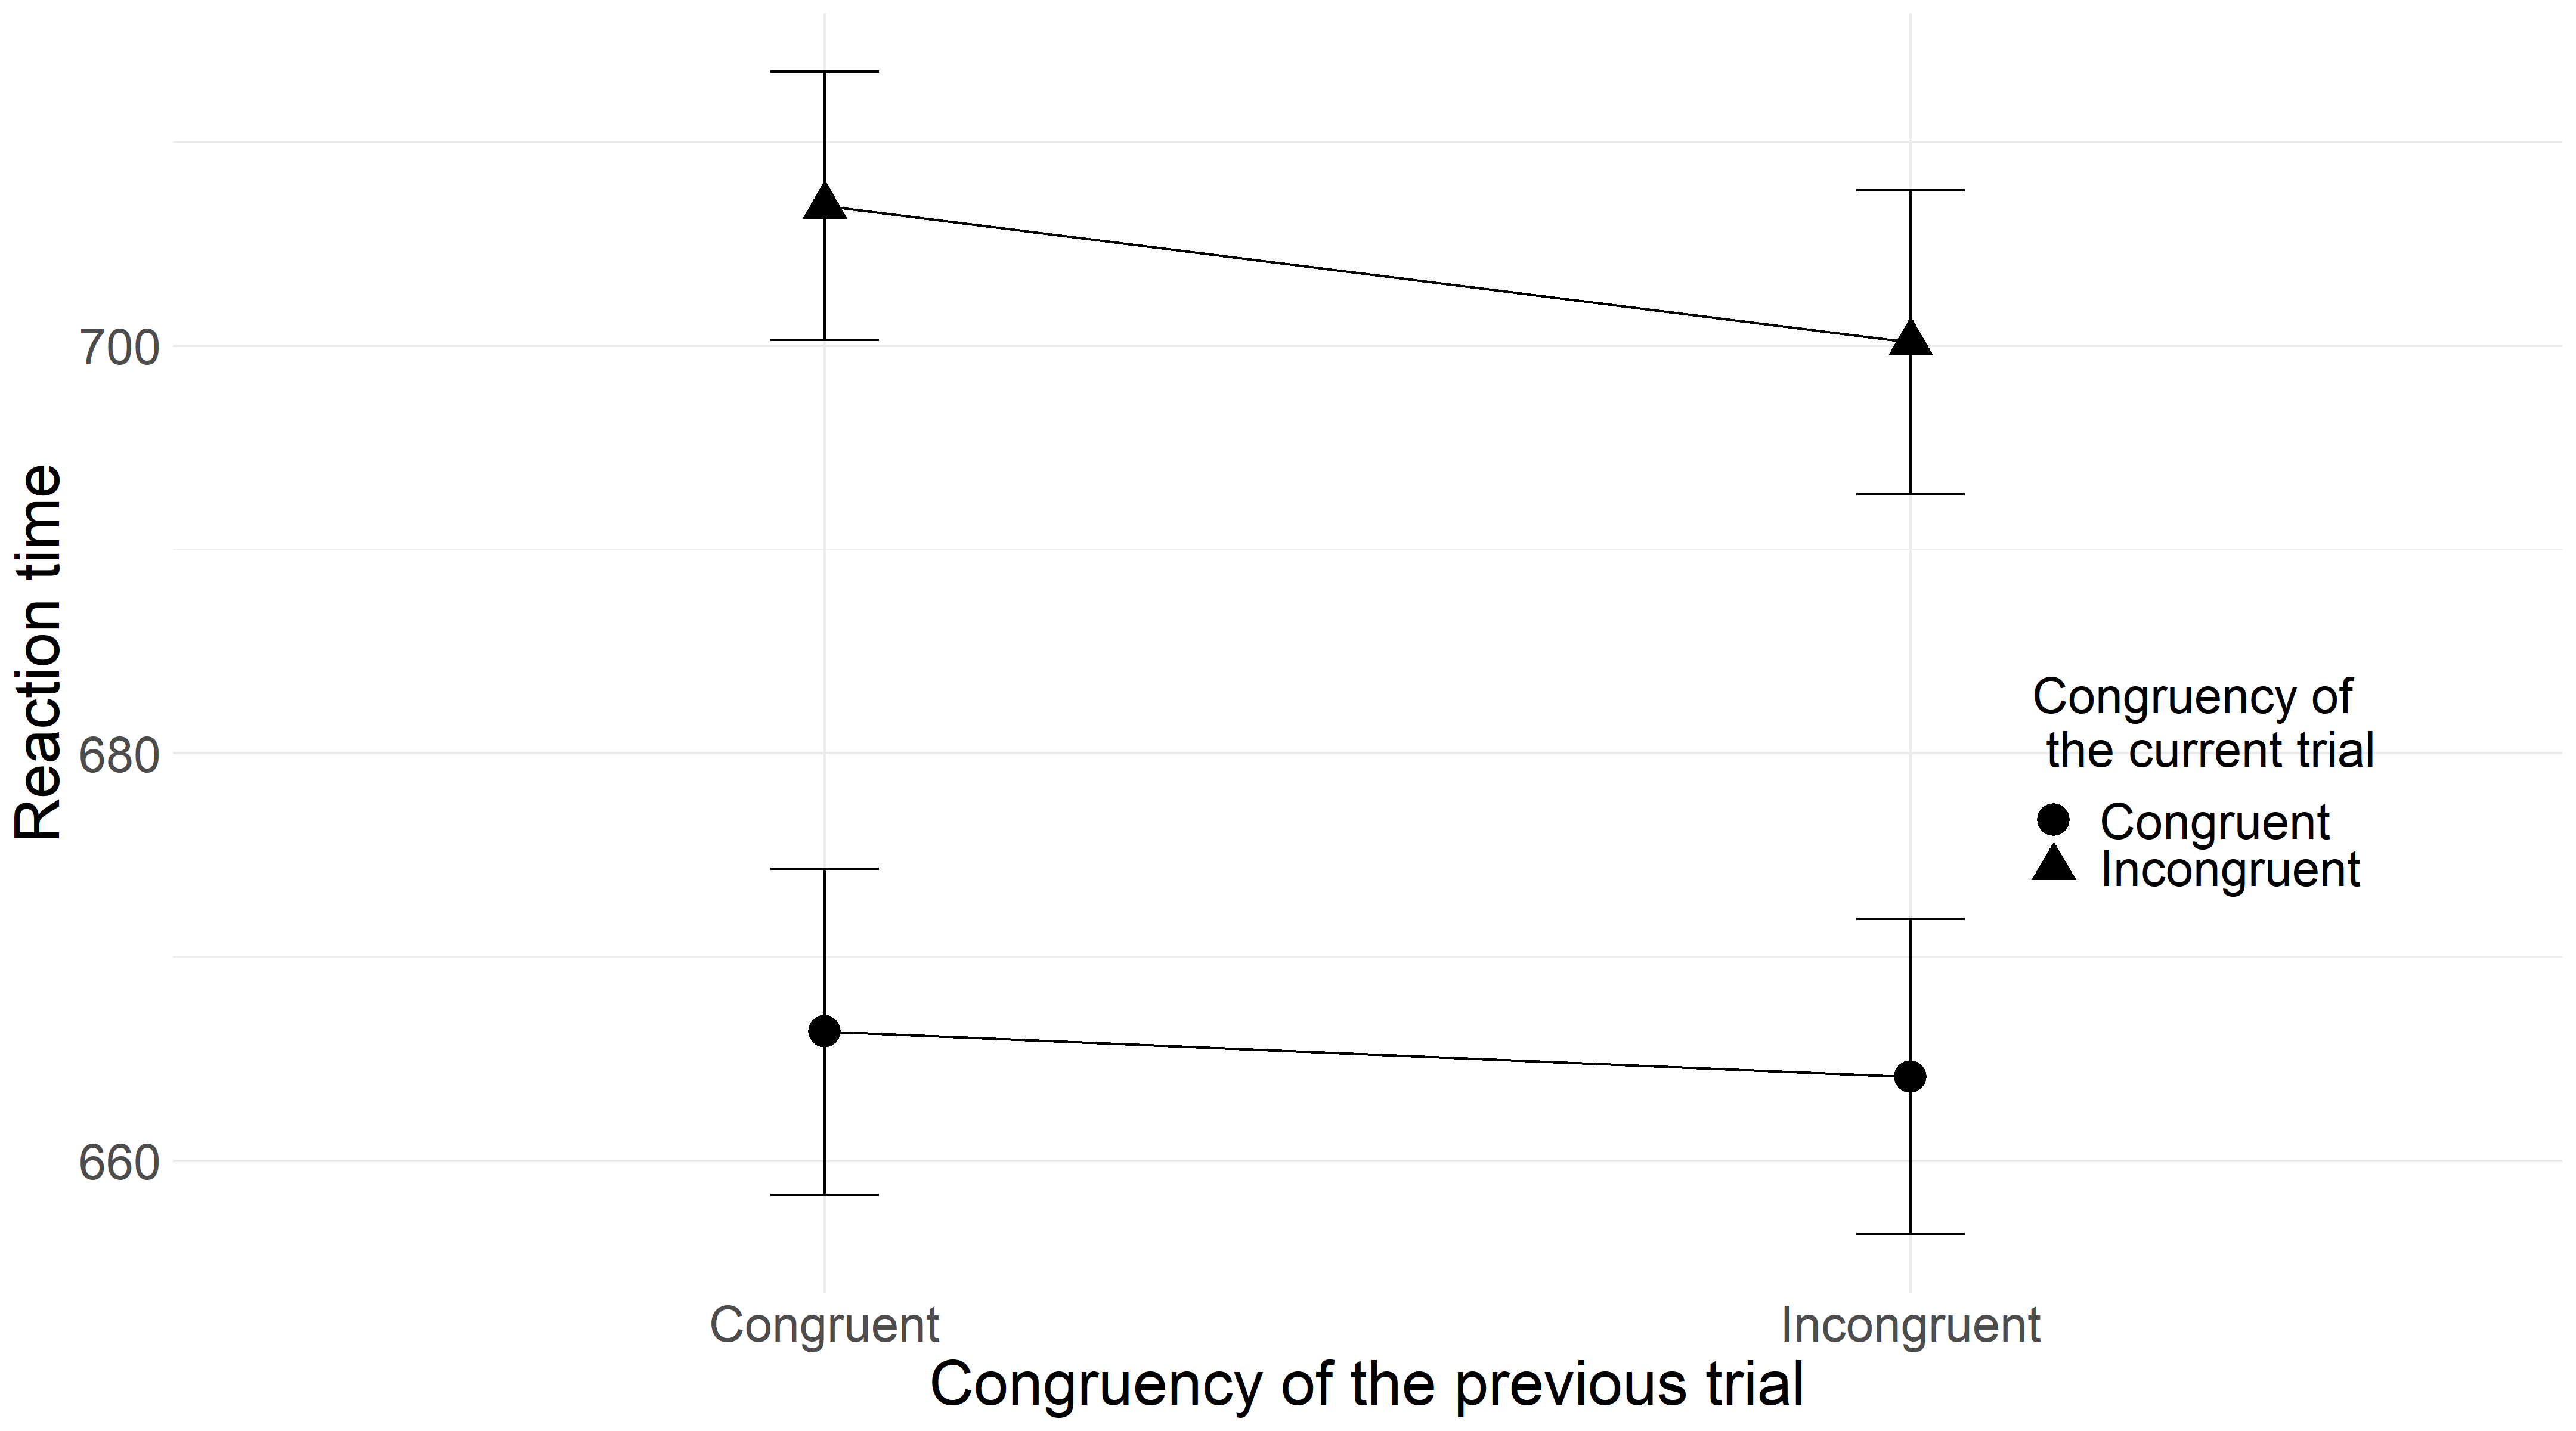 700
680
660
Reaction time
Congruency of
the current trial
Congruent
Incongruent
Congruent
Incongruent
Congruency of the previous trial